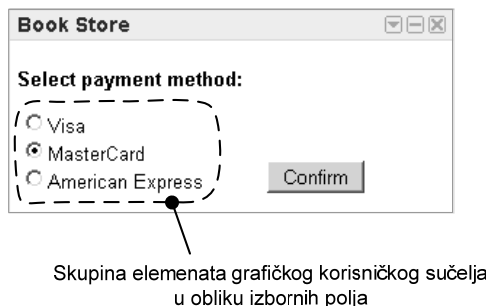 Book Store
Select payment method:
Visa
MasterCard
American Express
Confirm
Skupina elemenata grafičkog korisničkog sučelja
u obliku izbornih polja